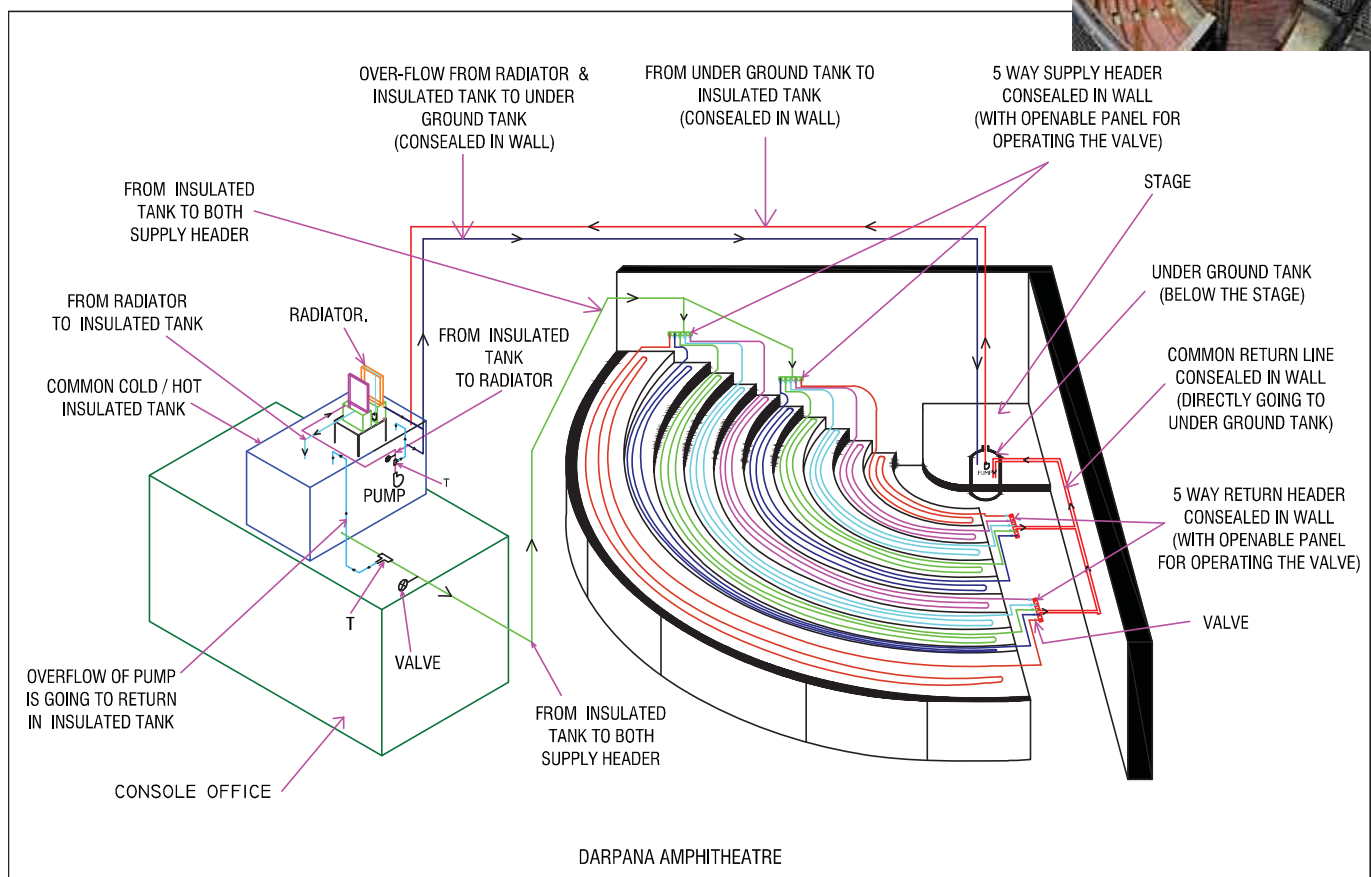 OVER-FLOW FROM RADIATOR &
INSULATED TANK TO UNDER
GROUND TANK
(CONSEALED IN WALL)
FROM UNDER GROUND TANK TO
INSULATED TANK
(CONSEALED IN WALL)
5 WAY SUPPLY HEADER
CONSEALED IN WALL
(WITH OPENABLE PANEL FOR
OPERATING THE VALVE)
FROM INSULATED
TANK TO BOTH
SUPPLY HEADER
STAGE
UNDER GROUND TANK
(BELOW THE STAGE)
FROM RADIATOR
TO INSULATED TANK
RADIATOR.
FROM INSULATED
TANK
TO RADIATOR
COMMON COLD / HOT
INSULATED TANK
COMMON RETURN LINE
CONSEALED IN WALL
(DIRECTLY GOING TO
UNDER GROUND TANK)
PUMP
T
PUMP
5 WAY RETURN HEADER
CONSEALED IN WALL
(WITH OPENABLE PANEL
FOR OPERATING THE VALVE)
T
VALVE
VALVE
OVERFLOW OF PUMP
IS GOING TO RETURN
IN INSULATED TANK
FROM INSULATED
TANK TO BOTH
SUPPLY HEADER
CONSOLE OFFICE
DARPANA AMPHITHEATRE